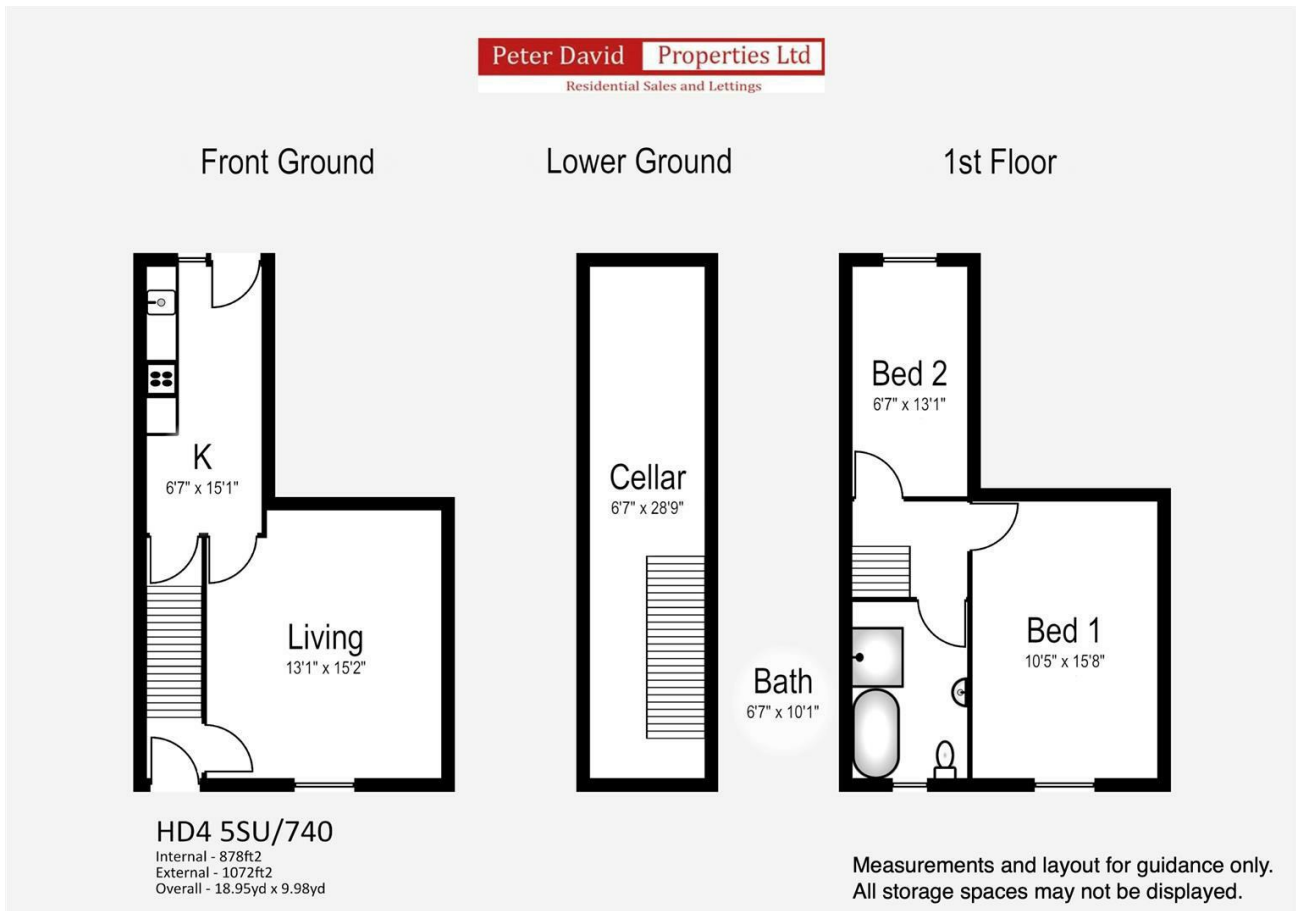 Peter David Properties Ltd
Residential Sales and Lettings
Front Ground
Lower Ground
1st Floor
K
6'7" x 15'1"
Living
13'1" x 15'2"
Cellar
6'7" x 28'9"
Bed 2
6'7" x 13'1"
Bed 1
10'5" x 15'8"
Bath
6'7" x 10'1"
HD4 5SU/740
Internal - 878ft2
External - 1072ft2
Overall - 18.95yd x 9.98yd
Measurements and layout for guidance only.
All storage spaces may not be displayed.